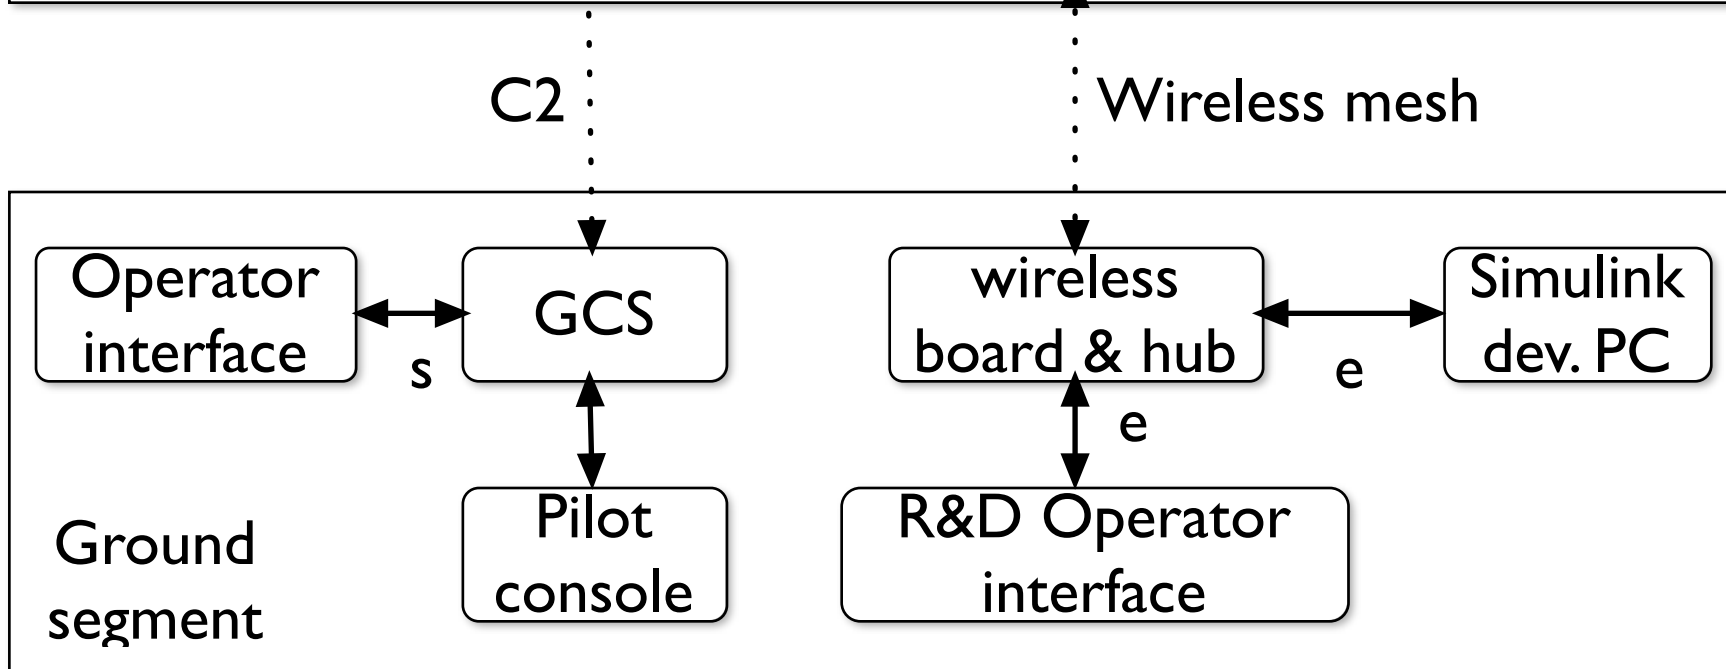 C2
Wireless mesh
Operator
interface
s
GCS
wireless
board & hub
e
Simulink
dev. PC
e
Pilot
console
R&D Operator
interface
Ground
segment